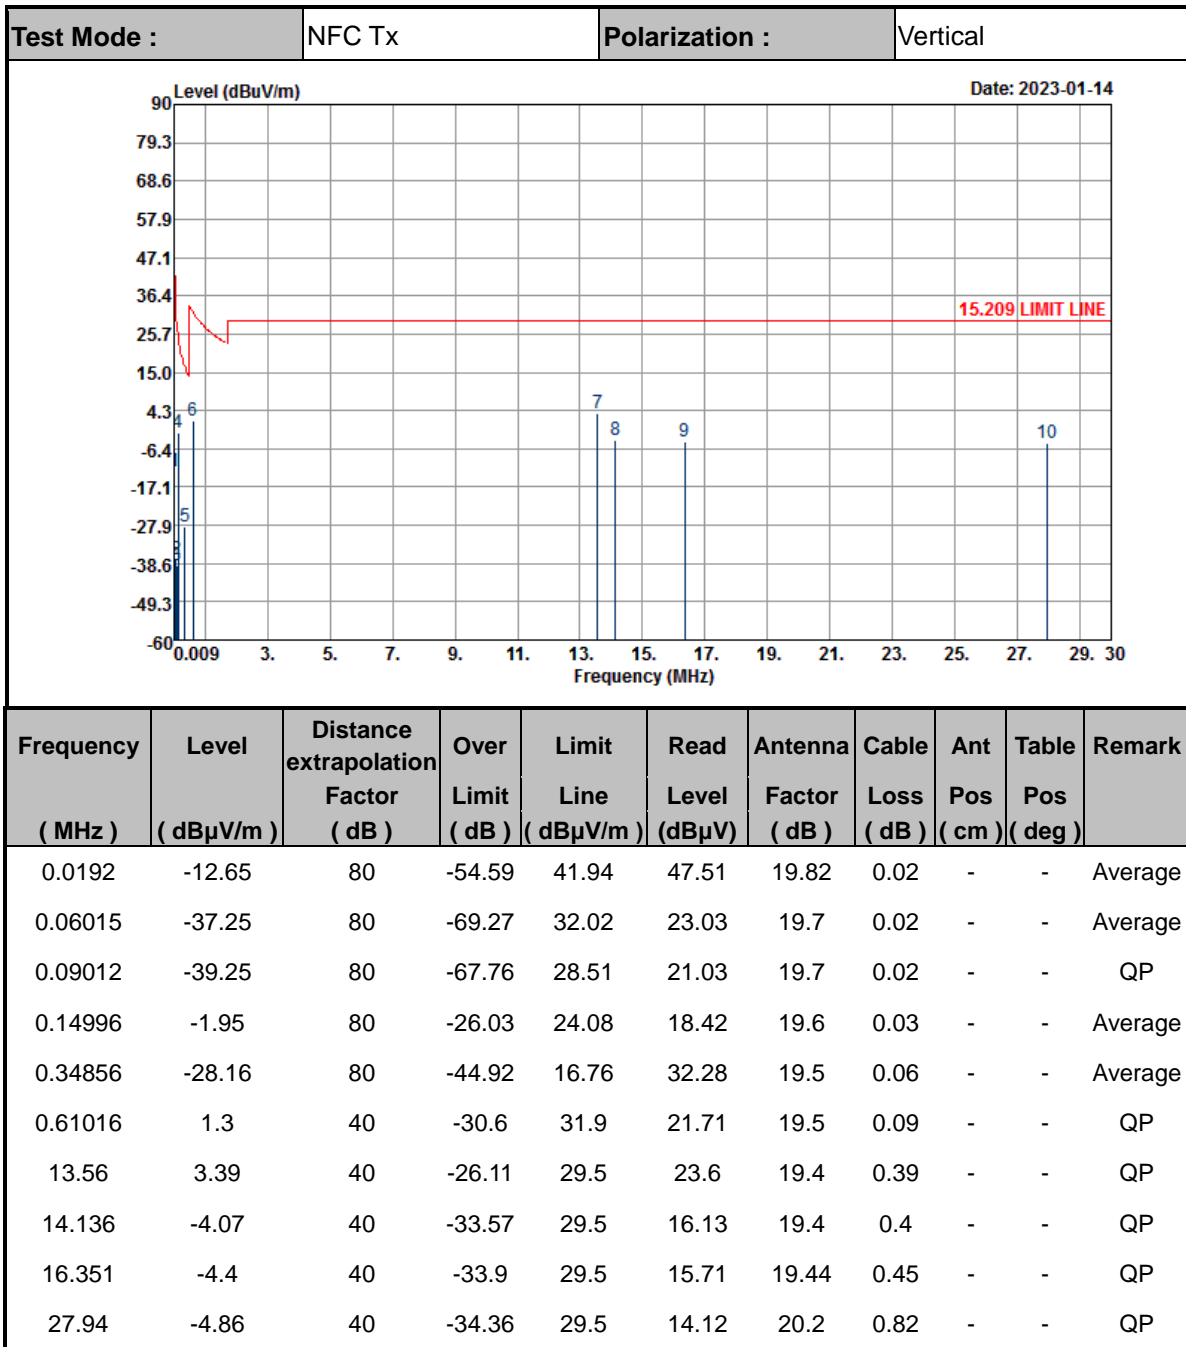 Test Mode : NFC Tx Polarization : Vertical
Level (dBuV/m) Date: 2023-01-14
90
79.3
68.6
57.9
47.1
36.4
15.209 LIMIT LINE
25.7
15.0
4.3
-6.4
-17.1
-27.9
-38.6
-49.3
-60
4 6 7 8 9 10
5
2
0.009 3. 5. 7. 9. 11. 13. 15. 17. 19. 21. 23. 25. 27. 29. 30
Frequency (MHz)
Frequency Level Distance extrapolation Over Limit Read Antenna Cable Ant Table Remark
Factor Limit Line Level Factor Loss Pos Pos
( MHz ) ( dBµV/m ) ( dB ) ( dB ) ( dBµV/m ) (dBµV) ( dB ) ( dB ) ( cm ) ( deg )
0.0192 -12.65 80 -54.59 41.94 47.51 19.82 0.02 - - Average
0.06015 -37.25 80 -69.27 32.02 23.03 19.7 0.02 - - Average
0.09012 -39.25 80 -67.76 28.51 21.03 19.7 0.02 - - QP
0.14996 -1.95 80 -26.03 24.08 18.42 19.6 0.03 - - Average
0.34856 -28.16 80 -44.92 16.76 32.28 19.5 0.06 - - Average
0.61016 1.3 40 -30.6 31.9 21.71 19.5 0.09 - - QP
13.56 3.39 40 -26.11 29.5 23.6 19.4 0.39 - - QP
14.136 -4.07 40 -33.57 29.5 16.13 19.4 0.4 - - QP
16.351 -4.4 40 -33.9 29.5 15.71 19.44 0.45 - - QP
27.94 -4.86 40 -34.36 29.5 14.12 20.2 0.82 - - QP